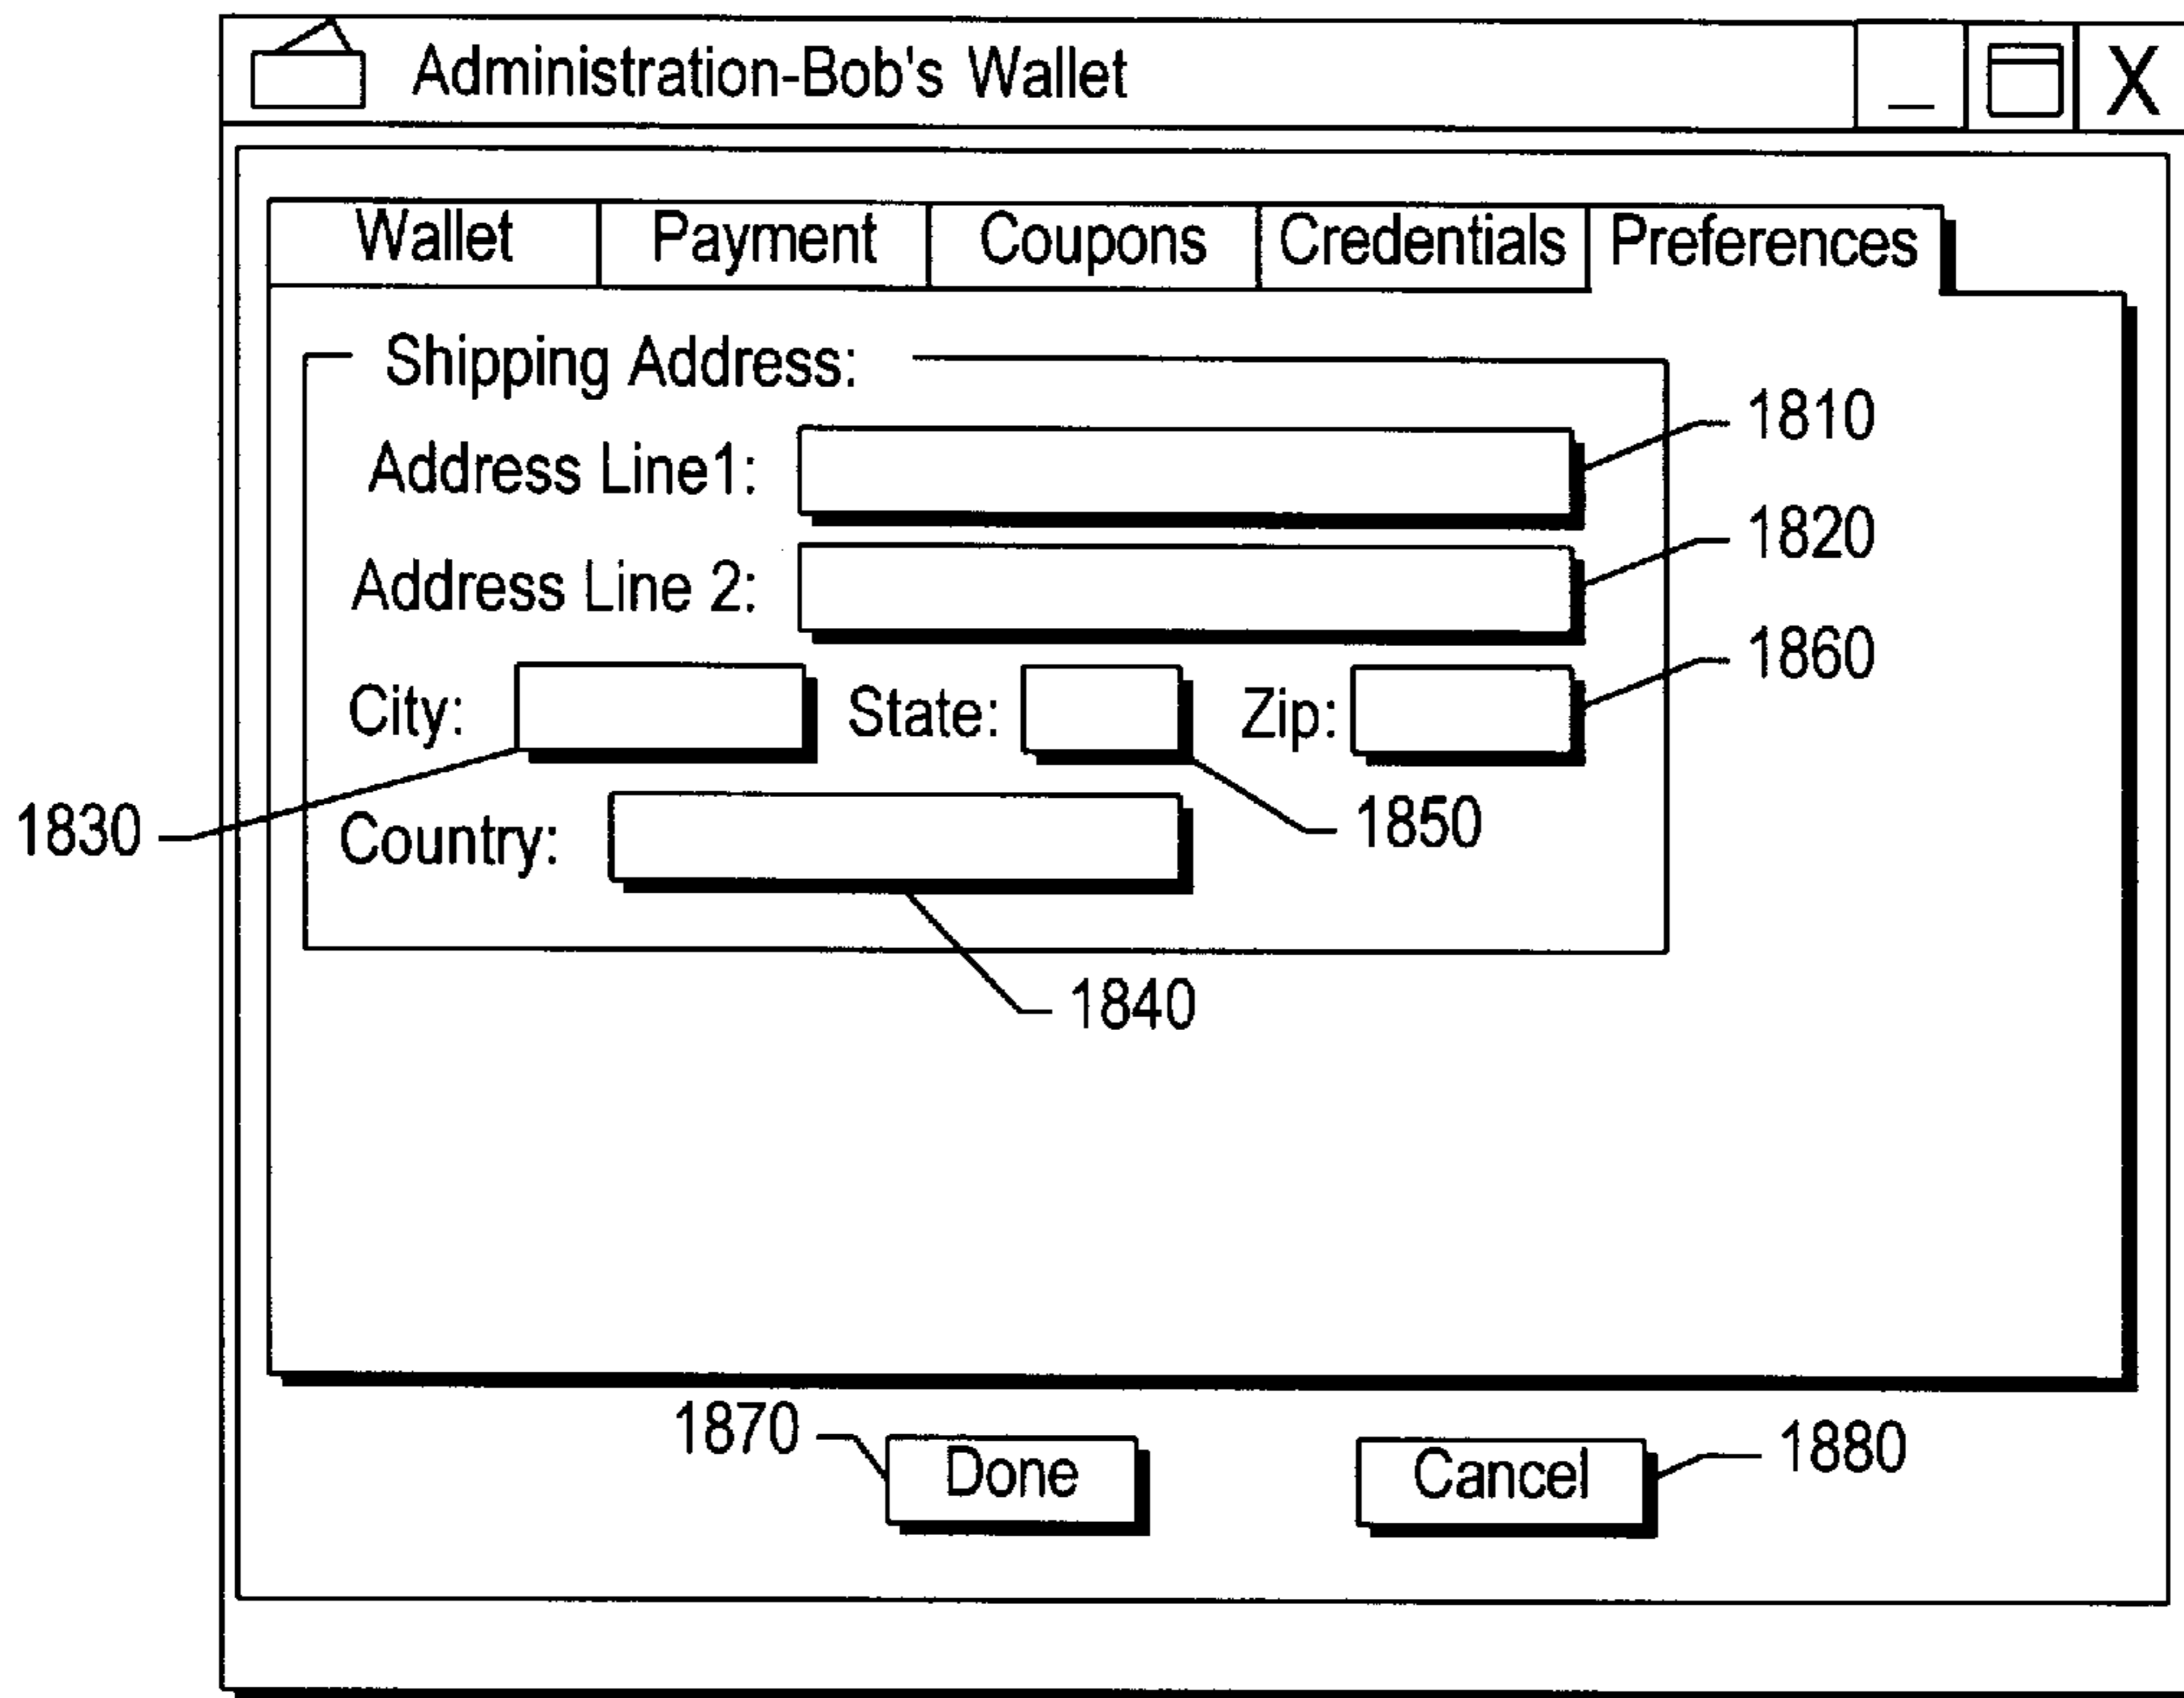 Administration-Bob's Wallet _ X
Wallet Payment Coupons Credentials Preferences
Shipping Address:
Address Line1: 1810
Address Line 2: 1820
City: State: Zip: 1860
1830 Country: 1850
1840
1870 Done Cancel 1880